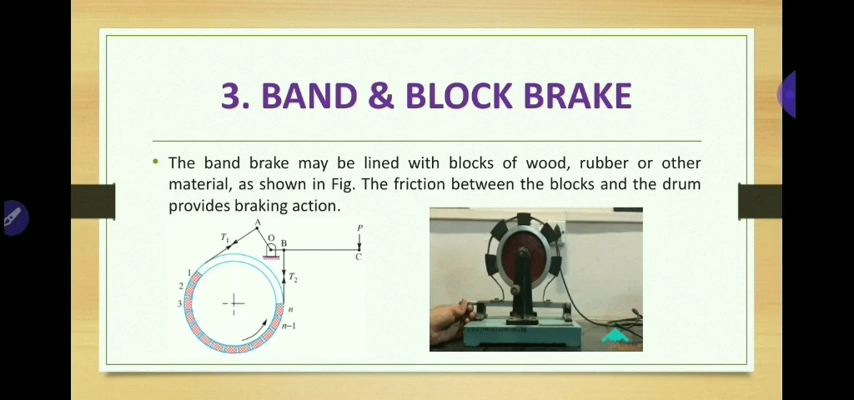 3. BAND & BLOCK BRAKE
• The band brake may be lined with blocks of wood, rubber or other
material, as shown in Fig. The friction between the blocks and the drum
provides braking action.
A
P
T₁
O
B
C
1
T₂
2
3
n
n–1